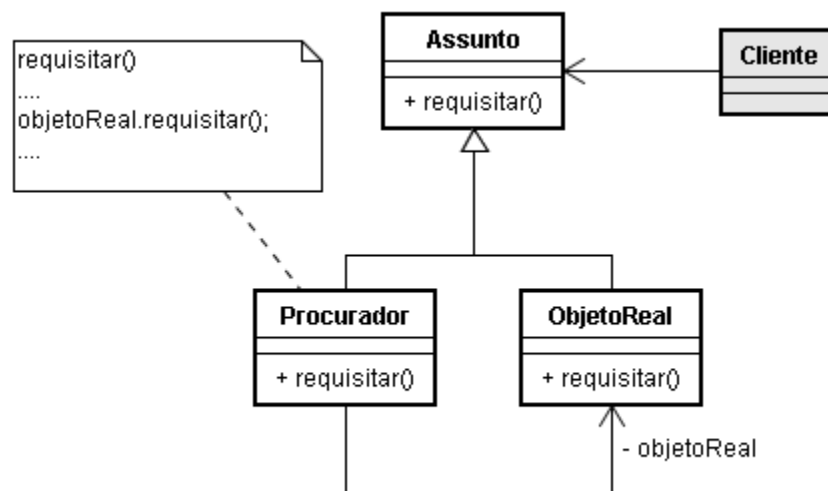 requisitar()
....
objetoReal.requisitar();
....
Assunto
+ requisitar()
Cliente
Procurador
+ requisitar()
ObjetoReal
+ requisitar()
- objetoReal